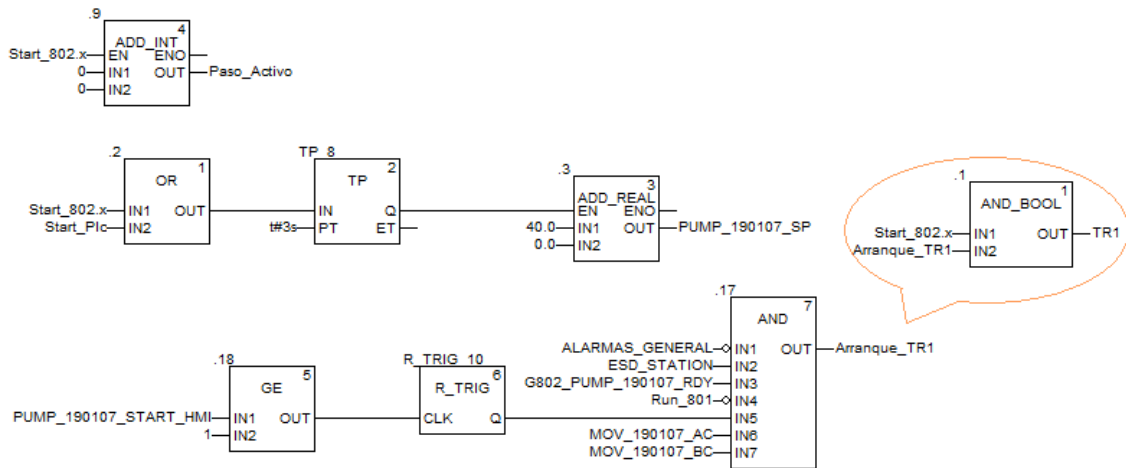 .9
4
ADD_INT
Start_802.x EN ENO
0 IN1 OUT Paso_Activo
0 IN2
.2
1
OR
Start_802.x IN1 OUT
Start_Plc IN2
TP_8
2
TP
IN Q
t#3s PT ET
.3
3
ADD_REAL
EN ENO
40.0 IN1 OUT PUMP_190107_SP
0.0 IN2
.1
1
AND_BOOL
Start_802.x IN1 OUT TR1
Arranque_TR1 IN2
.18
5
GE
PUMP_190107_START_HMI IN1 OUT
1 IN2
R_TRIG_10
6
R_TRIG
CLK Q
.17
7
AND
ALARMAS_GENERAL IN1 OUT Arranque_TR1
ESD_STATION IN2
G802_PUMP_190107_RDY IN3
Run_801 IN4
IN5
MOV_190107_AC IN6
MOV_190107_BC IN7